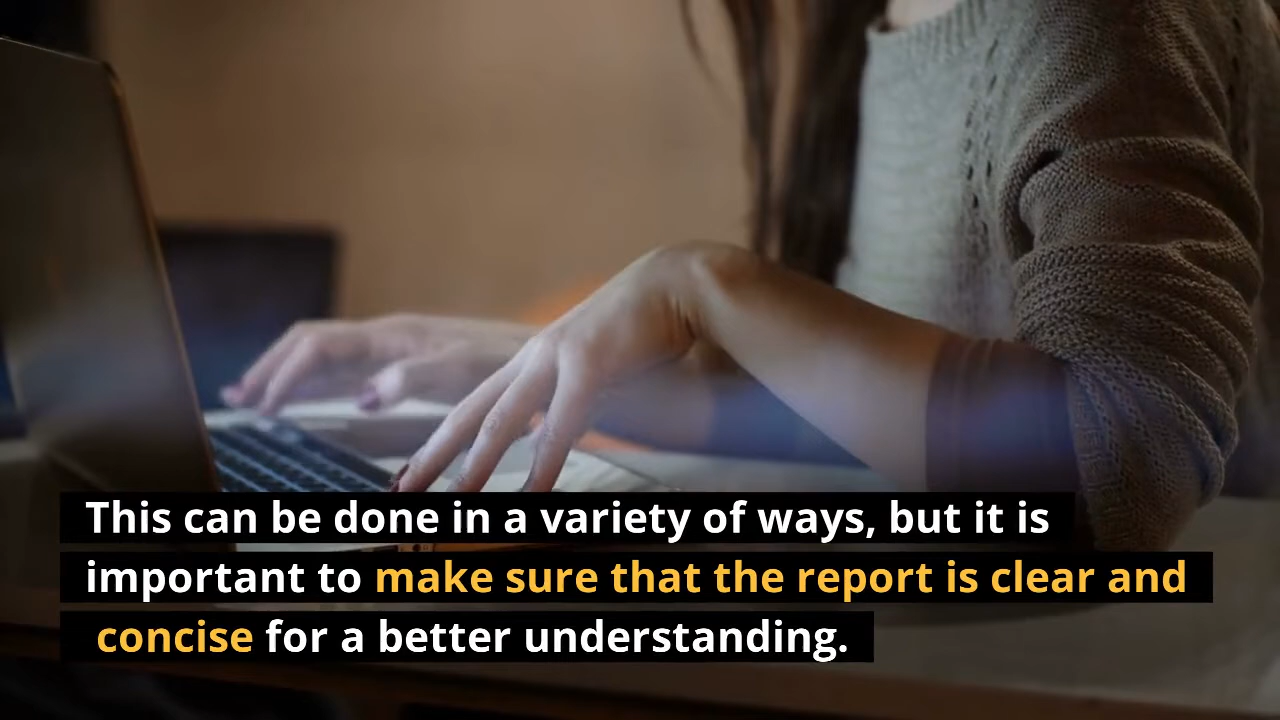 This can be done in a variety of ways, but it is
important to make sure that the report is clear and
concise for a better understanding.